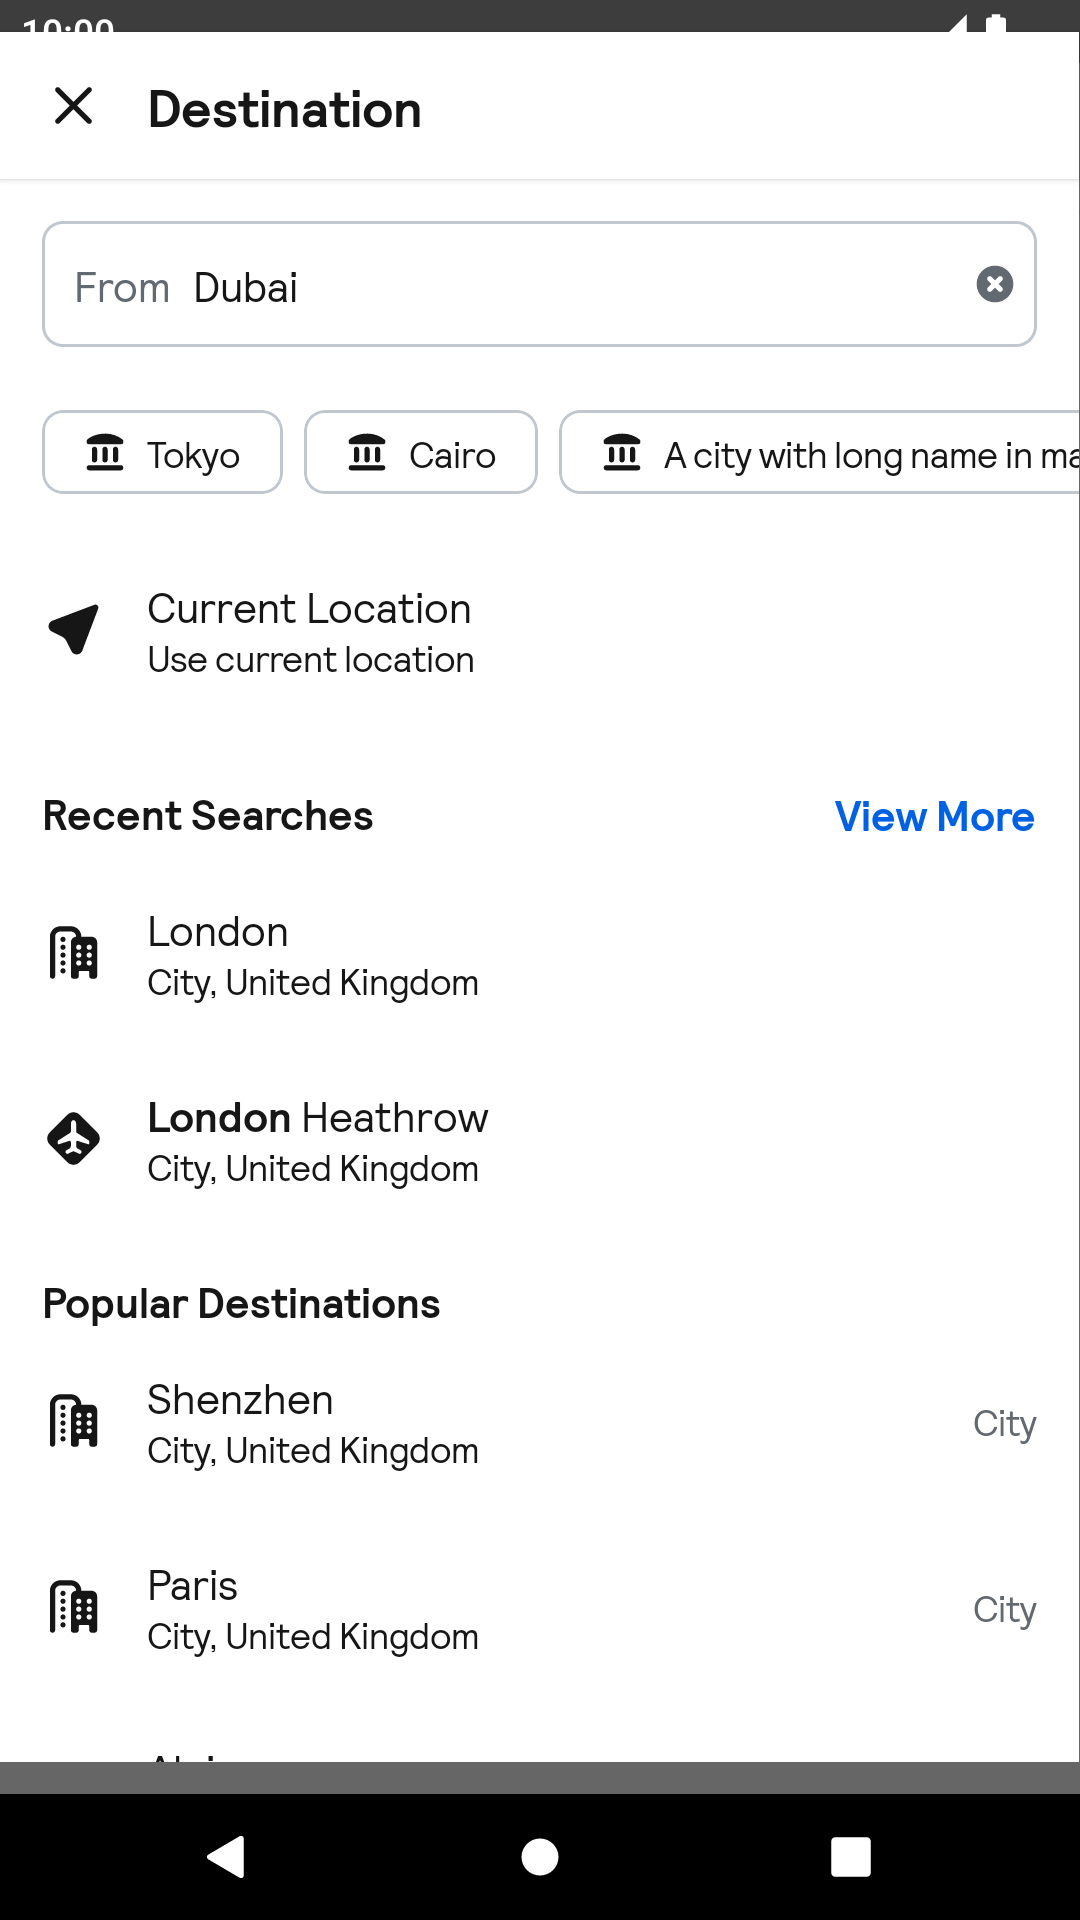 10:00
Destination
From Dubai
Tokyo Cairo A city with long name in ma
Current Location
Use current location
Recent Searches View More
London
City, United Kingdom
London Heathrow
City, United Kingdom
Popular Destinations
Shenzhen
City, United Kingdom City
Paris
City, United Kingdom City